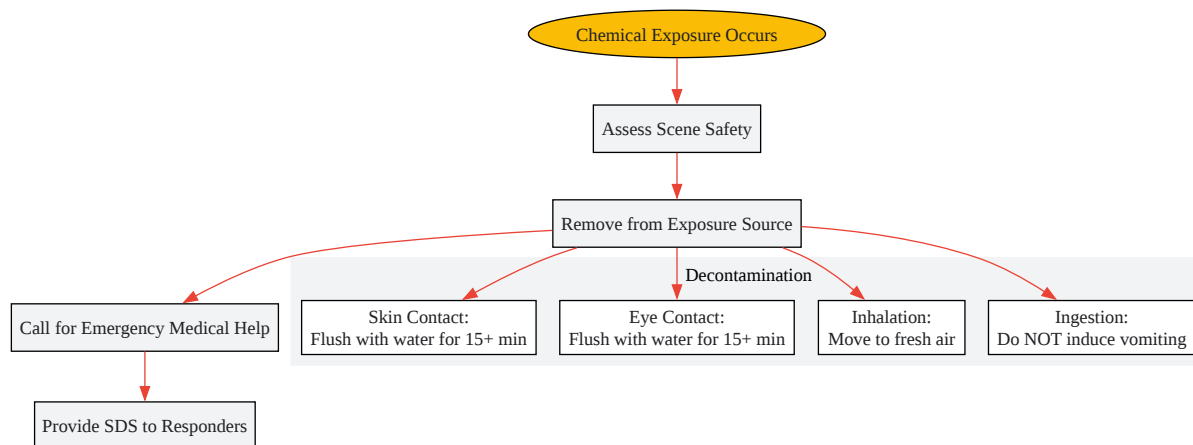 Chemical Exposure Occurs
Assess Scene Safety
Remove from Exposure Source
Decontamination
Call for Emergency Medical Help
Skin Contact:
Flush with water for 15+ min
Eye Contact:
Flush with water for 15+ min
Inhalation:
Move to fresh air
Ingestion:
Do NOT induce vomiting
Provide SDS to Responders